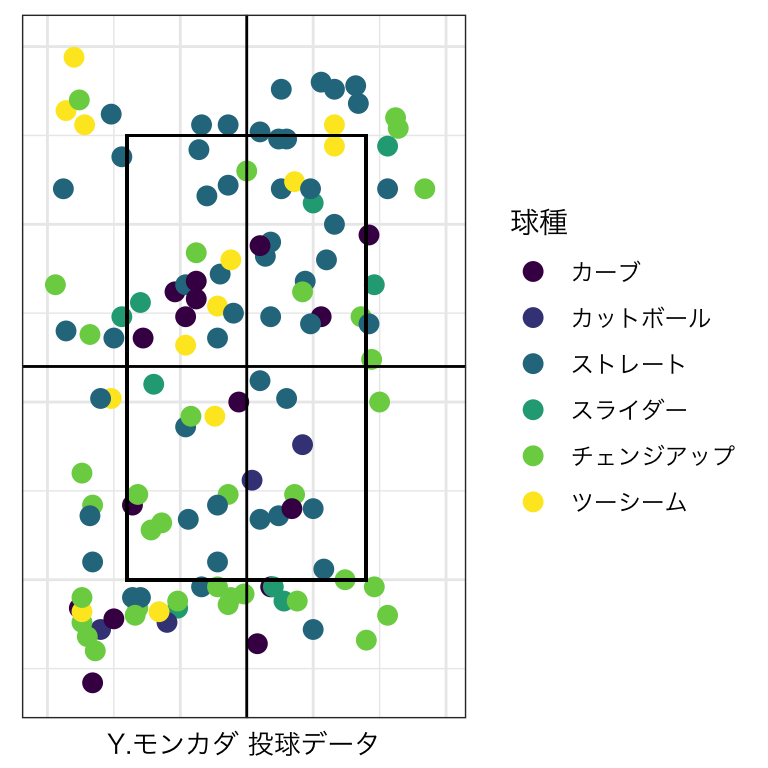 球種
カーブ
カットボール
ストレート
スライダー
チェンジアップ
ツーシーム
Y.モンカダ 投球データ